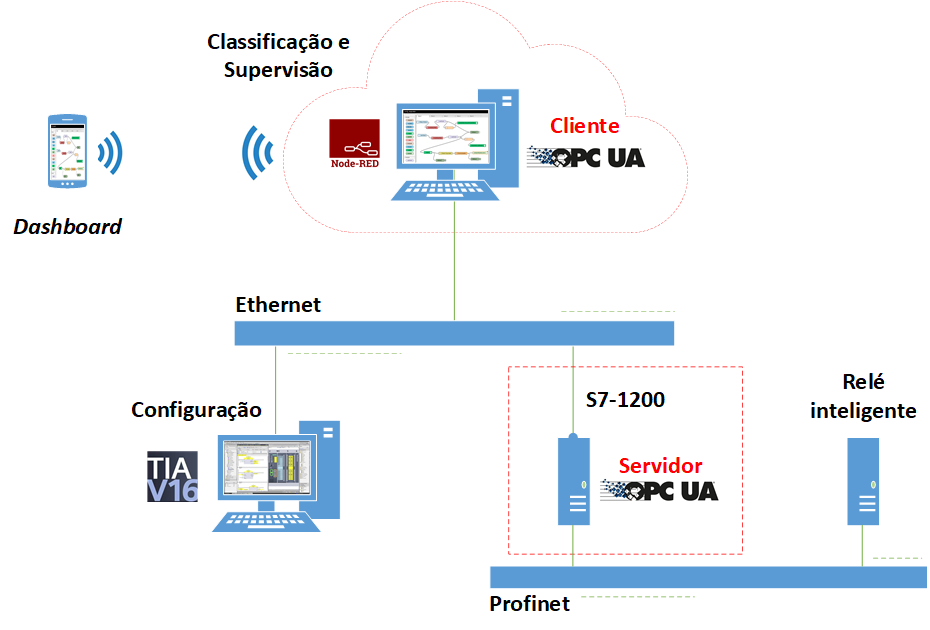 Classificação e
Supervisão
Cliente
OPC UA
Node-RED
Dashboard
Ethernet
Configuração
TIA
V16
S7-1200
Servidor
OPC UA
Relé
inteligente
Profinet